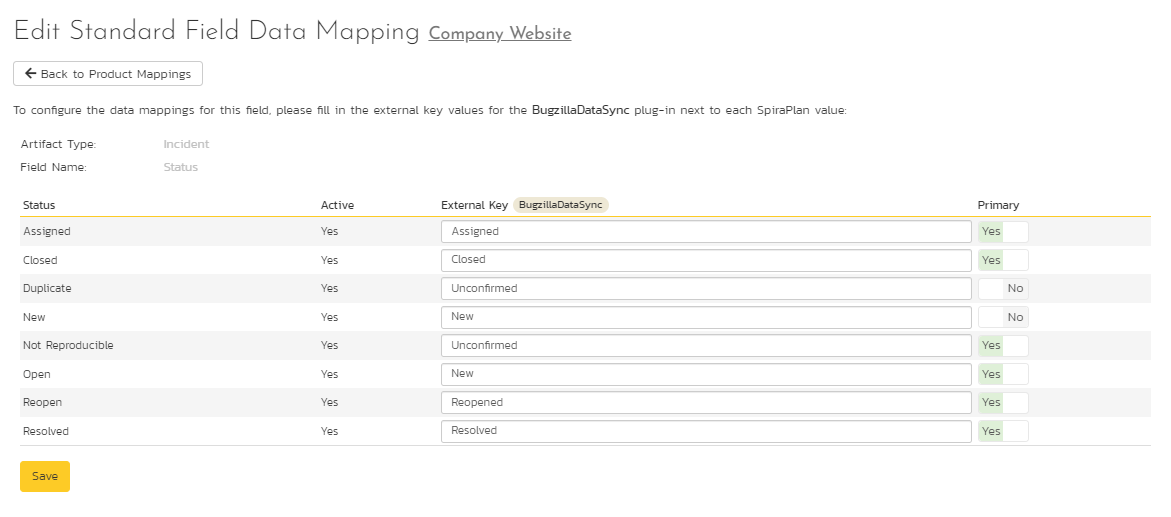 Edit Standard Field Data Mapping Company Website
Back to Product Mappings
To configure the data mappings for this field, please fill in the external key values for the BugzillaDataSync plug-in next to each SpiraPlan value:
Artifact Type: Incident
Field Name: Status
Status Active External Key BugzillaDataSync Primary
Assigned Yes Assigned Yes
Closed Yes Closed Yes
Duplicate Yes Unconfirmed No
New Yes New No
Not Reproducible Yes Unconfirmed Yes
Open Yes New Yes
Reopen Yes Reopened Yes
Resolved Yes Resolved Yes
Save